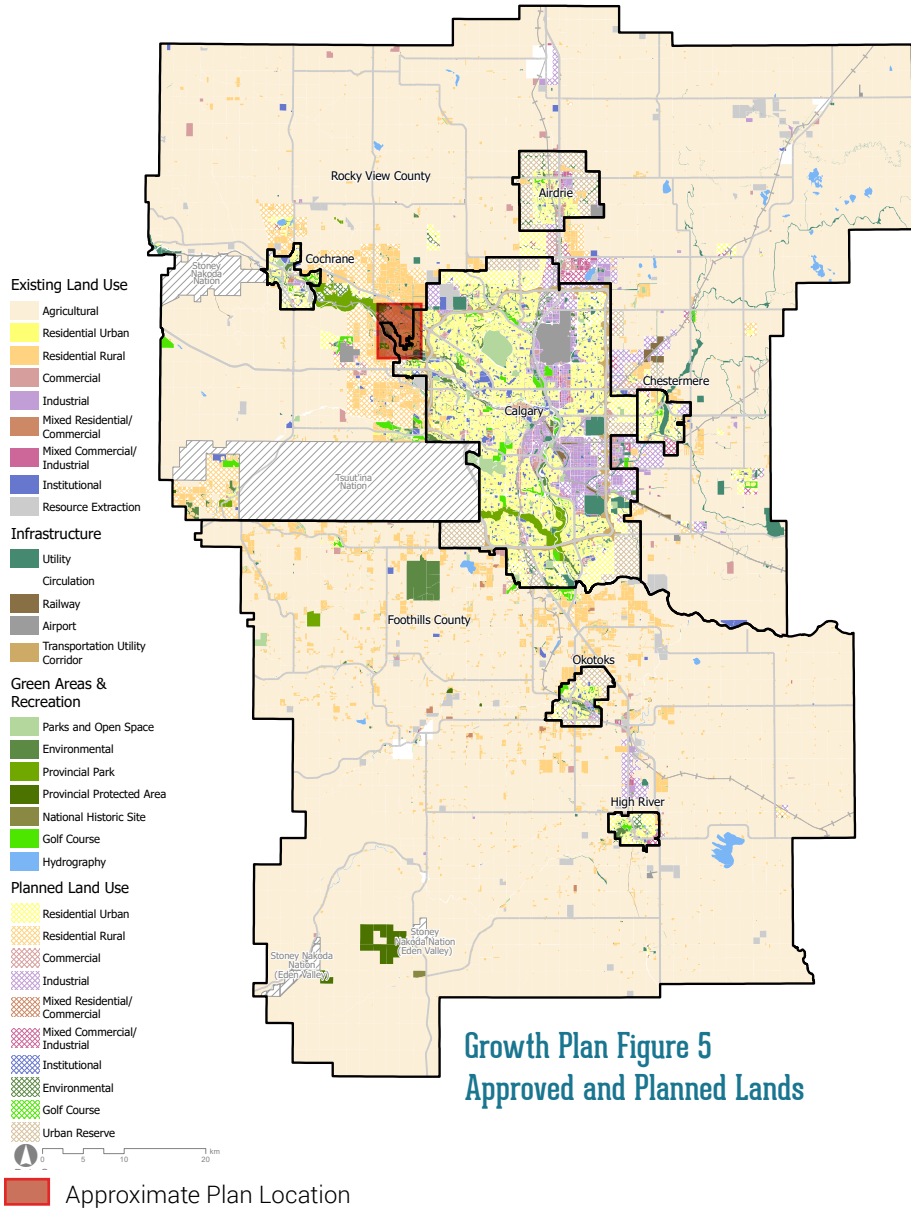 Rocky View County
Airdrie
Cochrane
Stoney
Nakoda
Nation
Chestermere
Calgary
Tsuut'ina
Nation
Foothills County
Okotoks
High River
Stoney
Nakoda Nation
(Eden Valley)
Stoney Nakoda
Nation
(Eden Valley)
Existing Land Use
Agricultural
Residential Urban
Residential Rural
Commercial
Industrial
Mixed Residential/
Commercial
Mixed Commercial/
Industrial
Institutional
Resource Extraction
Infrastructure
Utility
Circulation
Railway
Airport
Transportation Utility
Corridor
Green Areas &
Recreation
Parks and Open Space
Environmental
Provincial Park
Provincial Protected Area
National Historic Site
Golf Course
Hydrography
Planned Land Use
Residential Urban
Residential Rural
Commercial
Industrial
Mixed Residential/
Commercial
Mixed Commercial/
Industrial
Institutional
Environmental
Golf Course
Urban Reserve
0 5 10 20 km
Growth Plan Figure 5
Approved and Planned Lands
Approximate Plan Location